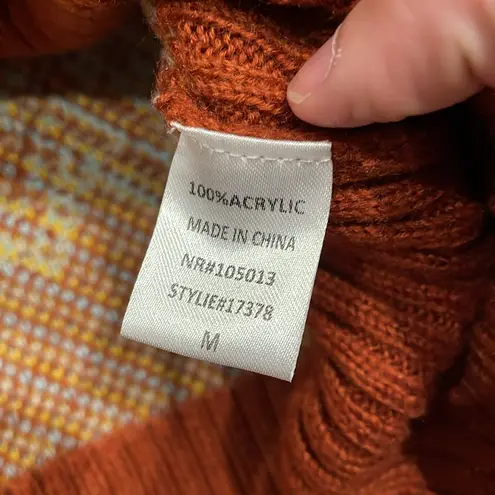 100%ACRYLIC
MADE IN CHINA
NR#105013
STYLIE#17378
M